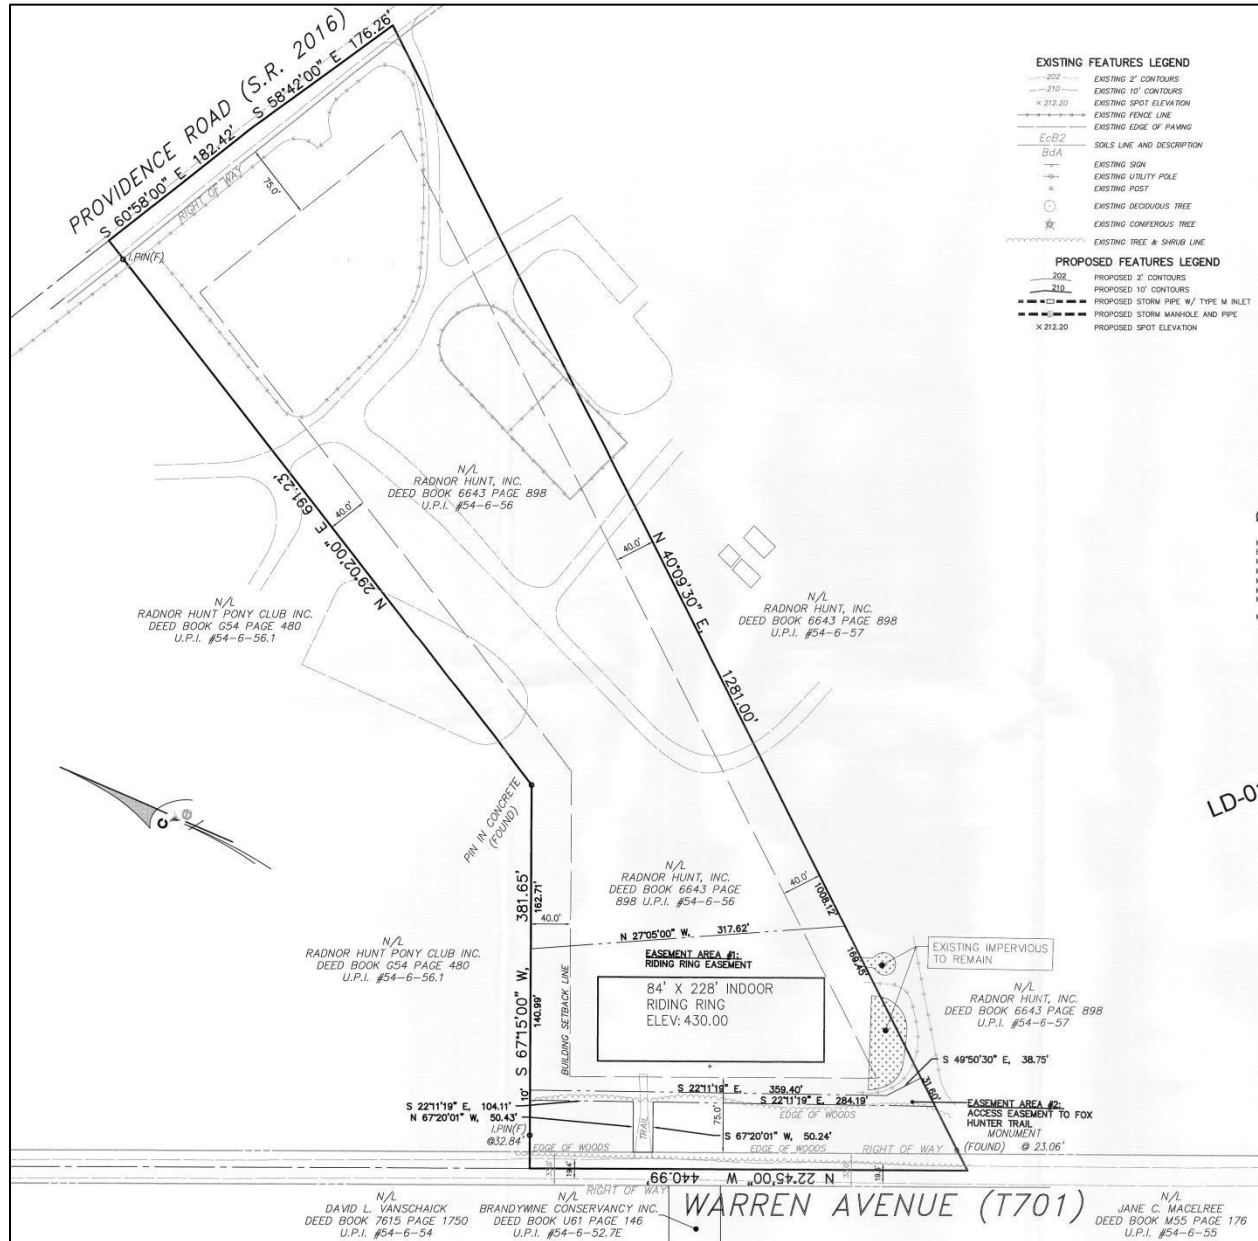 PROVIDENCE ROAD (S.R. 2016)
S 60°58'00" E 182.42'
S 58°42'00" E 176.26'
RIGHT OF WAY
75.0'
I.PIN(F)
EXISTING FEATURES LEGEND
202 EXISTING 2' CONTOURS
210 EXISTING 10' CONTOURS
× 212.20 EXISTING SPOT ELEVATION
EXISTING FENCE LINE
EXISTING EDGE OF PAVING
EcB2
BdA
SOILS LINE AND DESCRIPTION
EXISTING SIGN
EXISTING UTILITY POLE
EXISTING POST
EXISTING DECIDUOUS TREE
EXISTING CONIFEROUS TREE
EXISTING TREE & SHRUB LINE
PROPOSED FEATURES LEGEND
202 PROPOSED 2' CONTOURS
210 PROPOSED 10' CONTOURS
PROPOSED STORM PIPE W/ TYPE M INLET
PROPOSED STORM MANHOLE AND PIPE
× 212.20 PROPOSED SPOT ELEVATION
N/L
RADNOR HUNT, INC.
DEED BOOK 6643 PAGE 898
U.P.I. #54-6-56
40.0'
N 29°02'00" E 691.23'
40.0'
N 40°09'30" E, 1281.00'
N/L
RADNOR HUNT PONY CLUB INC.
DEED BOOK G54 PAGE 480
U.P.I. #54-6-56.1
N/L
RADNOR HUNT, INC.
DEED BOOK 6643 PAGE 898
U.P.I. #54-6-57
PIN IN CONCRETE
(FOUND)
LD-01
N/L
RADNOR HUNT, INC.
DEED BOOK 6643 PAGE
898 U.P.I. #54-6-56
40.0'
1008.12'
S 67°15'00" W, 381.65'
162.71'
40.0'
N 27°05'00" W, 317.62'
N/L
RADNOR HUNT PONY CLUB INC.
DEED BOOK G54 PAGE 480
U.P.I. #54-6-56.1
EASEMENT AREA #1:
RIDING RING EASEMENT
84' X 228' INDOOR
RIDING RING
ELEV: 430.00
169.45'
EXISTING IMPERVIOUS
TO REMAIN
N/L
RADNOR HUNT, INC.
DEED BOOK 6643 PAGE 898
U.P.I. #54-6-57
140.99'
BUILDING SETBACK LINE
S 49°50'30" E, 38.75'
31.60'
10'
S 22°11'19" E, 359.40'
S 22°11'19" E, 104.11'
S 22°11'19" E, 284.19'
N 67°20'01" W, 50.43'
EDGE OF WOODS
75.0'
EASEMENT AREA #2:
ACCESS EASEMENT TO FOX
HUNTER TRAIL
I.PIN(F)
@32.84'
TRAIL
S 67°20'01" W, 50.24'
MONUMENT
(FOUND) @ 23.06'
EDGE OF WOODS
EDGE OF WOODS
RIGHT OF WAY
N 22°45'00" W 440.99'
RIGHT OF WAY
WARREN AVENUE (T701)
N/L
DAVID L. VANSCHAICK
DEED BOOK 7615 PAGE 1750
U.P.I. #54-6-54
N/L
BRANDYWINE CONSERVANCY INC.
DEED BOOK U61 PAGE 146
U.P.I. #54-6-52.7E
N/L
JANE C. MACELREE
DEED BOOK M55 PAGE 176
U.P.I. #54-6-55